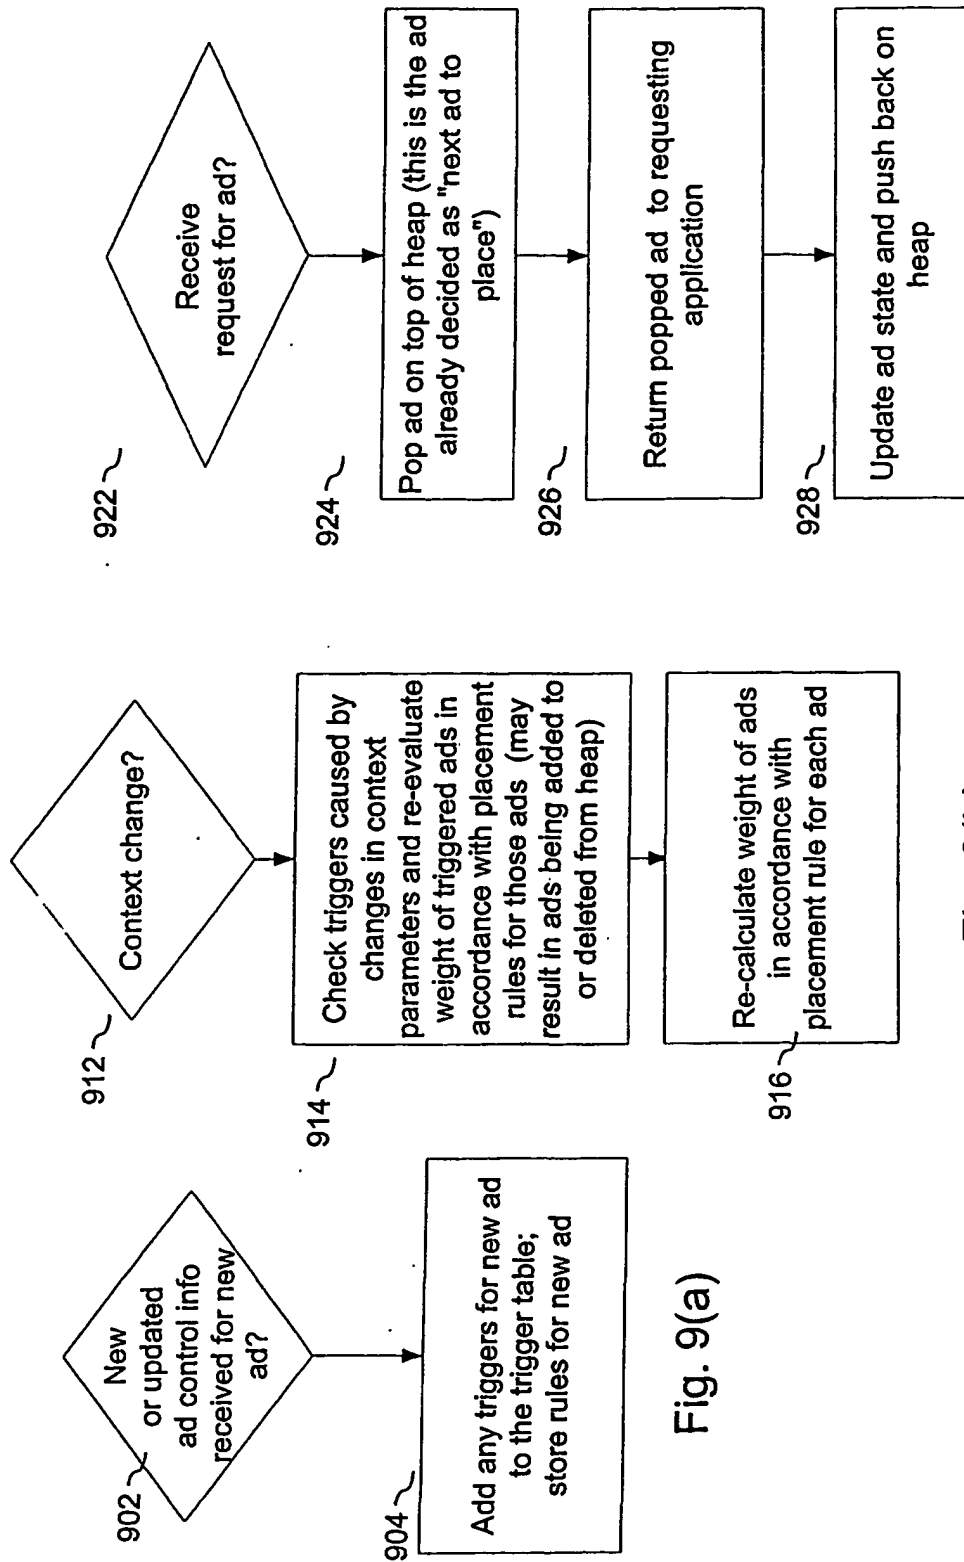 902
New
or updated
ad control info
received for new
ad?
904
Add any triggers for new ad
to the trigger table;
store rules for new ad
Fig. 9(a)
912
Context change?
914
Check triggers caused by
changes in context
parameters and re-evaluate
weight of triggered ads in
accordance with placement
rules for those ads (may
result in ads being added to
or deleted from heap)
916
Re-calculate weight of ads
in accordance with
placement rule for each ad
922
Receive
request for ad?
924
Pop ad on top of heap (this is the ad
already decided as "next ad to
place")
926
Return popped ad to requesting
application
928
Update ad state and push back on
heap